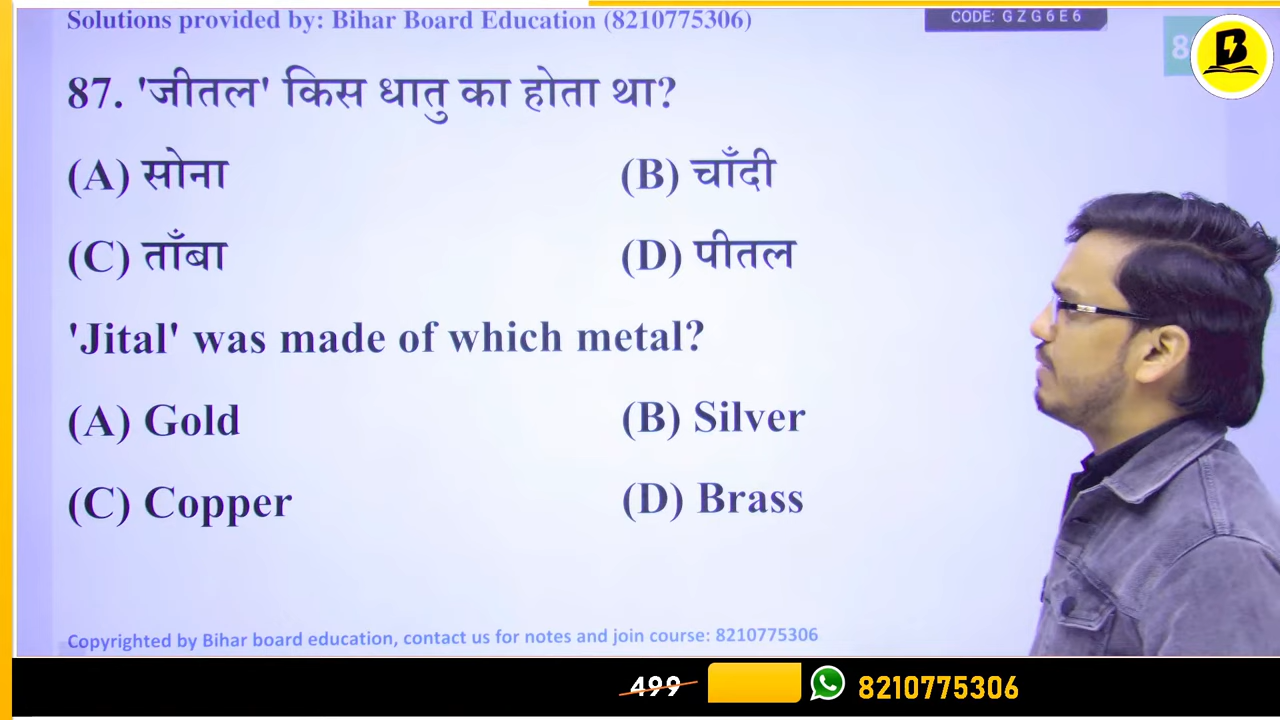 Solutions provided by: Bihar Board Education (8210775306)
CODE: G Z G 6 E 6
8
B
87. 'जीतल' किस धातु का होता था?
(A) सोना (B) चाँदी
(C) ताँबा (D) पीतल
'Jital' was made of which metal?
(A) Gold (B) Silver
(C) Copper (D) Brass
Copyrighted by Bihar board education, contact us for notes and join course: 8210775306
499 8210775306